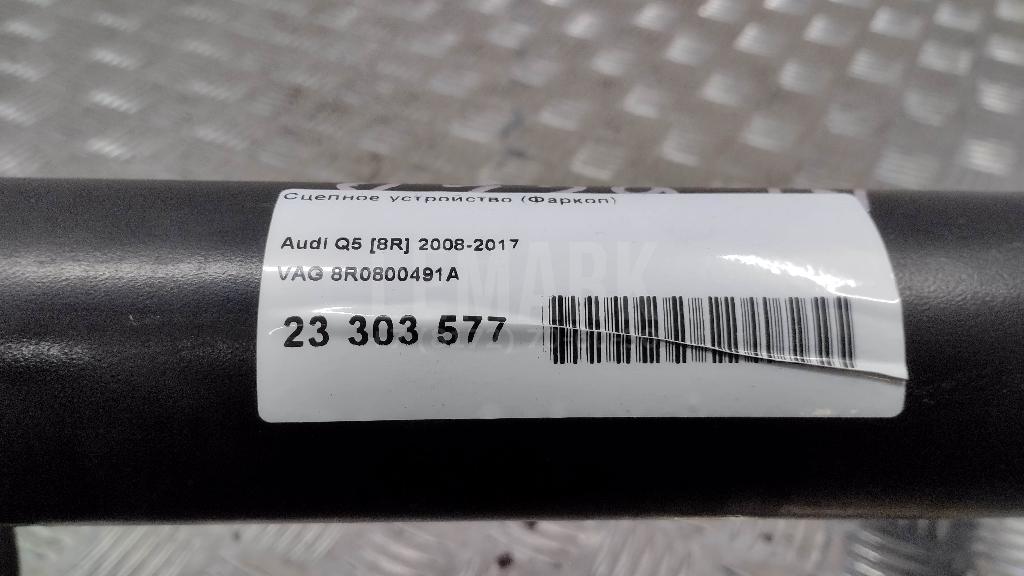 Сцепное устройство (Фаркоп)
Audi Q5 [8R] 2008-2017
VAG 8R0800491A
23 303 577